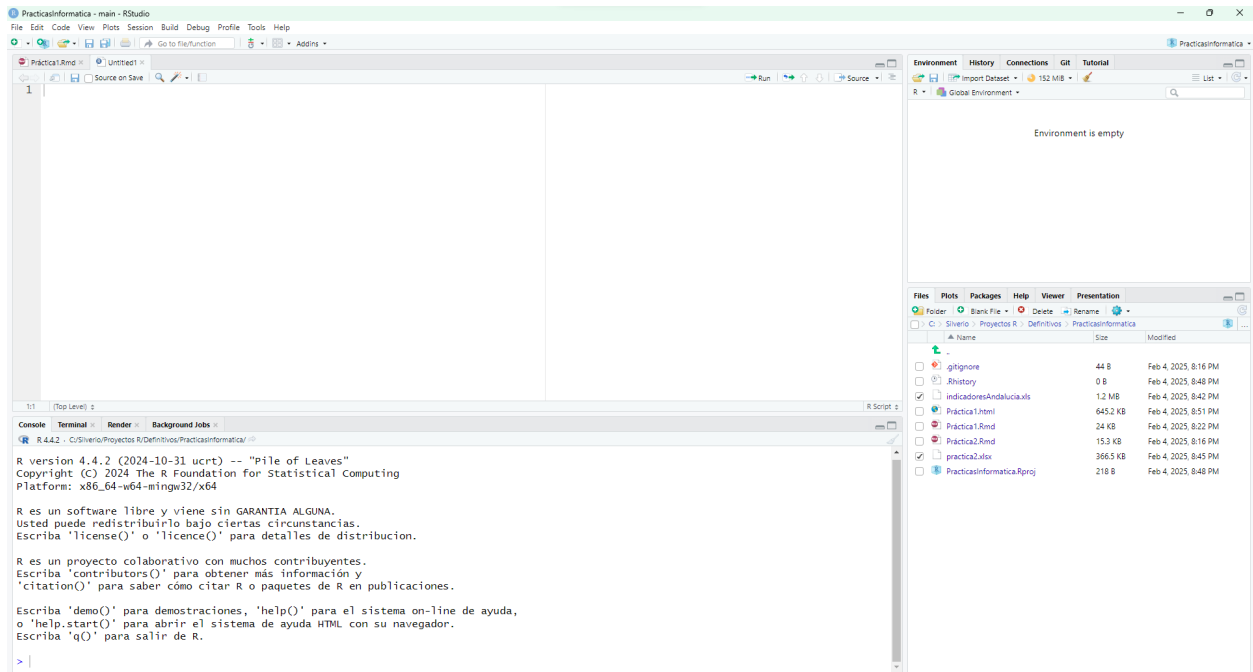 PracticasInformatica - main - RStudio
File Edit Code View Plots Session Build Debug Profile Tools Help
Go to file/function Addins PracticasInformatica
Práctica1.Rmd Untitled1
Source on Save Run Source
1
1:1 (Top Level) R Script
Console Terminal Render Background Jobs
R 4.4.2 · C:/Silverio/Proyectos R/Definitivos/PracticasInformatica/
R version 4.4.2 (2024-10-31 ucrt) -- "Pile of Leaves"
Copyright (C) 2024 The R Foundation for Statistical Computing
Platform: x86_64-w64-mingw32/x64
R es un software libre y viene sin GARANTIA ALGUNA.
Usted puede redistribuirlo bajo ciertas circunstancias.
Escriba 'license()' o 'licence()' para detalles de distribucion.
R es un proyecto colaborativo con muchos contribuyentes.
Escriba 'contributors()' para obtener más información y
'citation()' para saber cómo citar R o paquetes de R en publicaciones.
Escriba 'demo()' para demostraciones, 'help()' para el sistema on-line de ayuda,
o 'help.start()' para abrir el sistema de ayuda HTML con su navegador.
Escriba 'q()' para salir de R.
>
Environment History Connections Git Tutorial
Import Dataset 152 MiB List
R Global Environment
Environment is empty
Files Plots Packages Help Viewer Presentation
Folder Blank File Delete Rename
C: > Silverio > Proyectos R > Definitivos > PracticasInformatica
Name Size Modified
..
.gitignore 44 B Feb 4, 2025, 8:16 PM
.Rhistory 0 B Feb 4, 2025, 8:48 PM
indicadoresAndalucia.xls 1.2 MB Feb 4, 2025, 8:42 PM
Práctica1.html 645.2 KB Feb 4, 2025, 8:51 PM
Práctica1.Rmd 24 KB Feb 4, 2025, 8:22 PM
Práctica2.Rmd 15.3 KB Feb 4, 2025, 8:16 PM
practica2.xlsx 366.5 KB Feb 4, 2025, 8:45 PM
PracticasInformatica.Rproj 218 B Feb 4, 2025, 8:48 PM